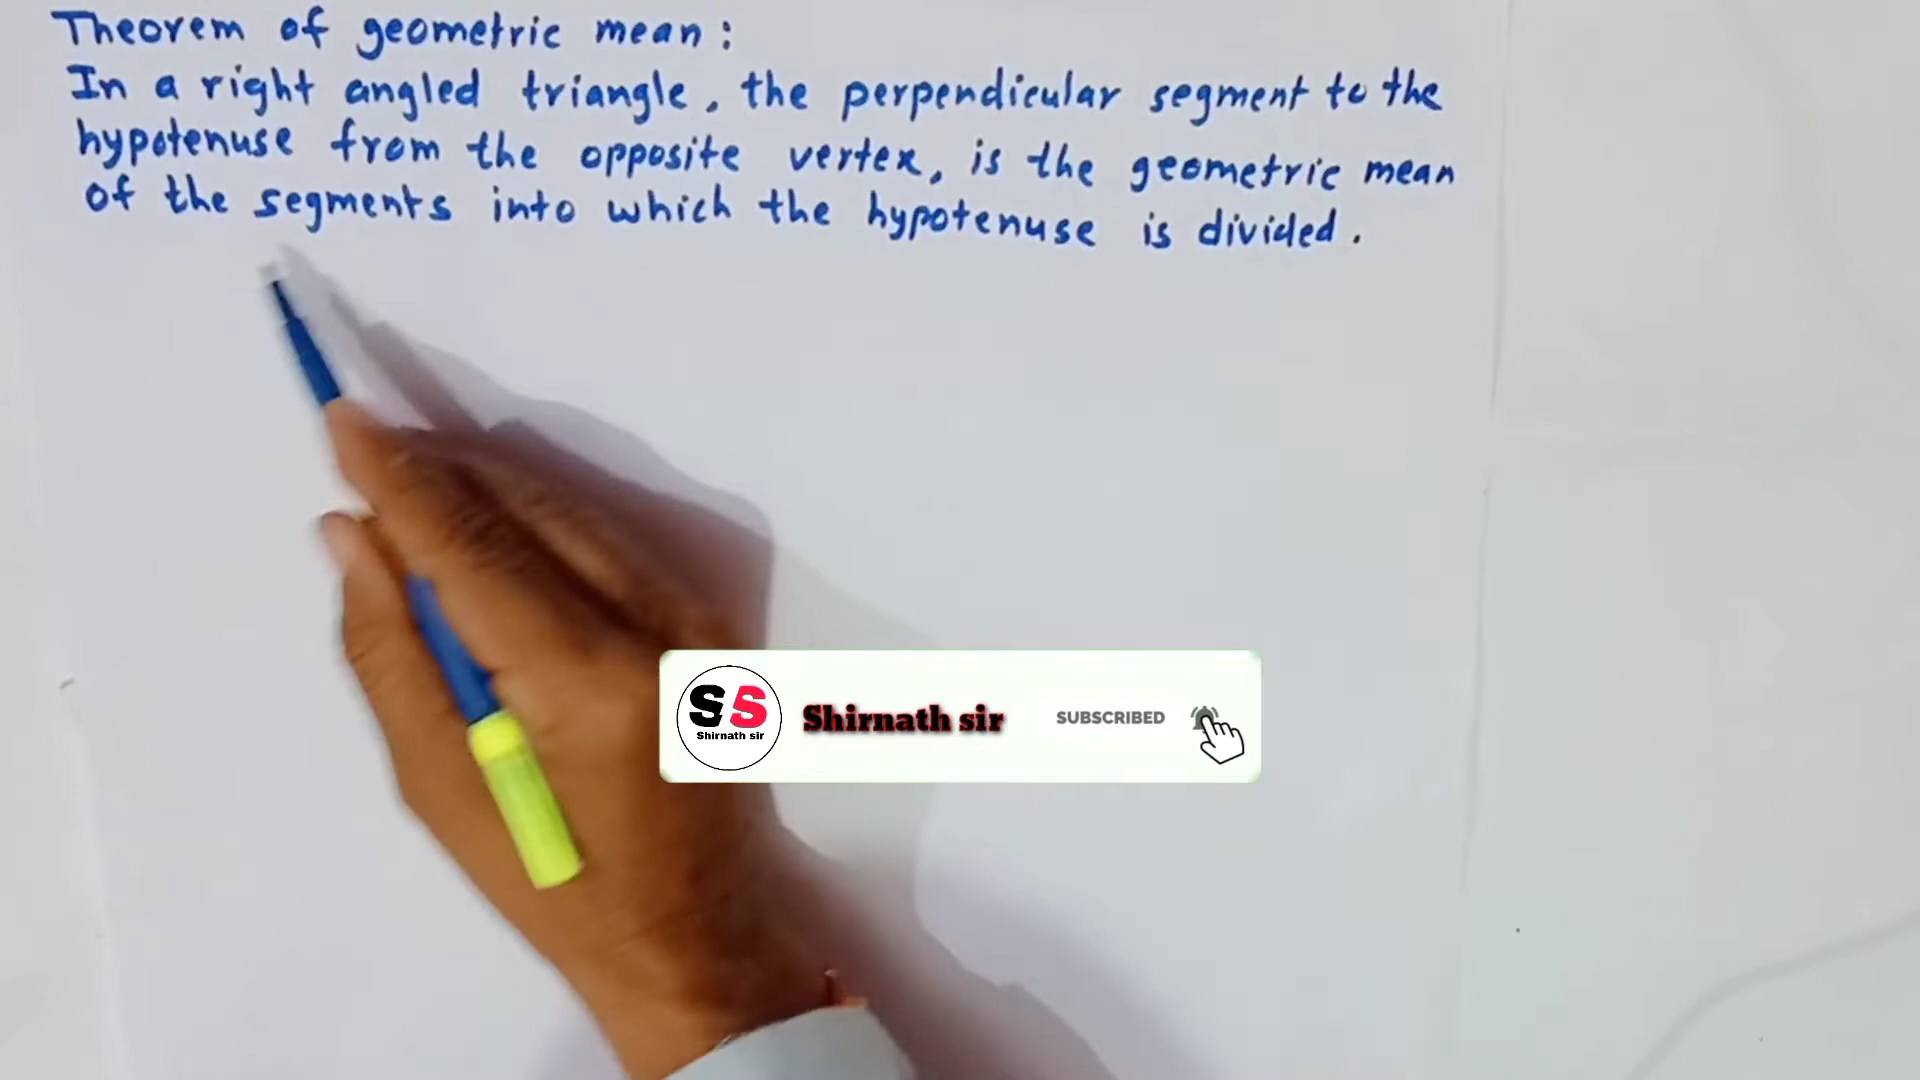 Theorem of geometric mean:
In a right angled triangle, the perpendicular segment to the
hypotenuse from the opposite vertex, is the geometric mean
of the segments into which the hypotenuse is divided.
SS
Shirnath sir
Shirnath sir
SUBSCRIBED